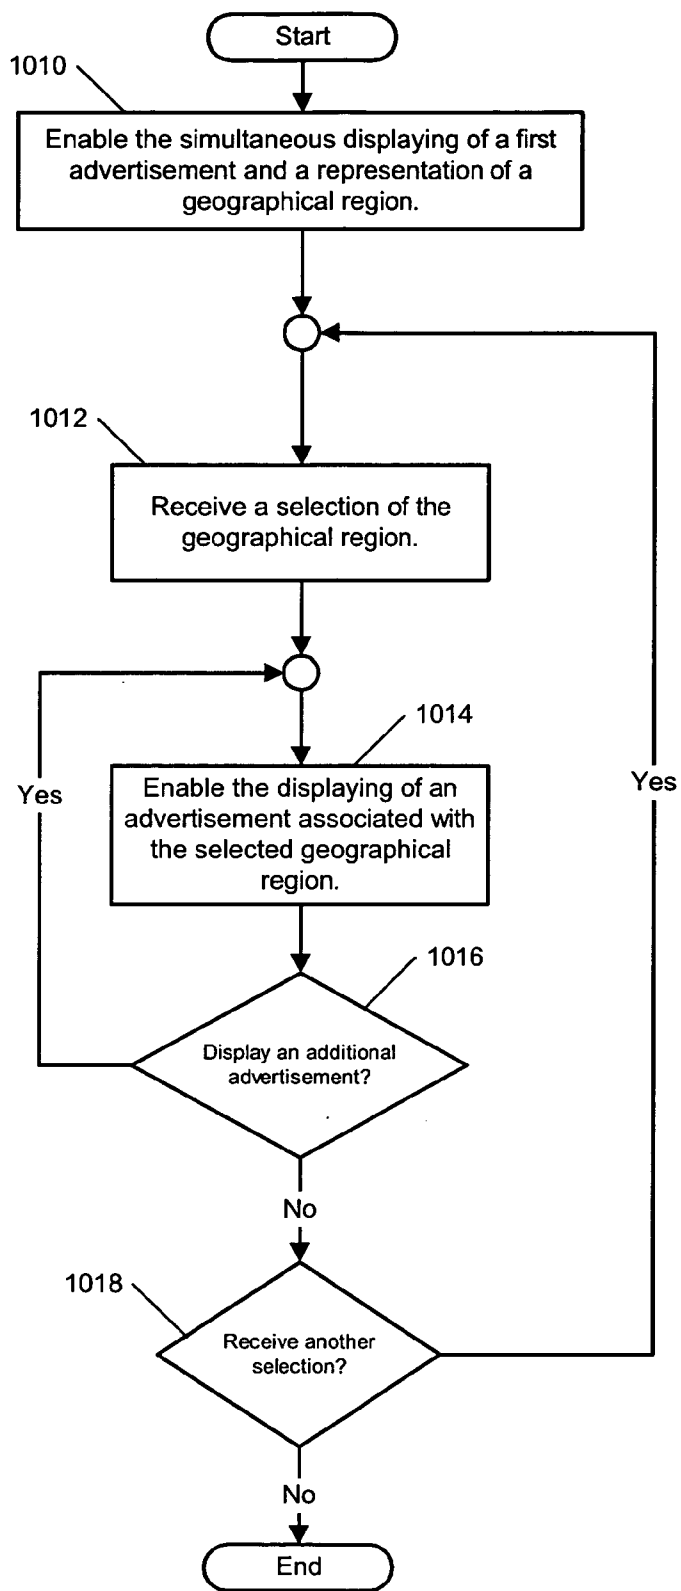 Start
1010
Enable the simultaneous displaying of a first
advertisement and a representation of a
geographical region.
1012
Receive a selection of the
geographical region.
1014
Enable the displaying of an
advertisement associated with
the selected geographical
region.
Yes
Yes
1016
Display an additional
advertisement?
No
1018
Receive another
selection?
No
End